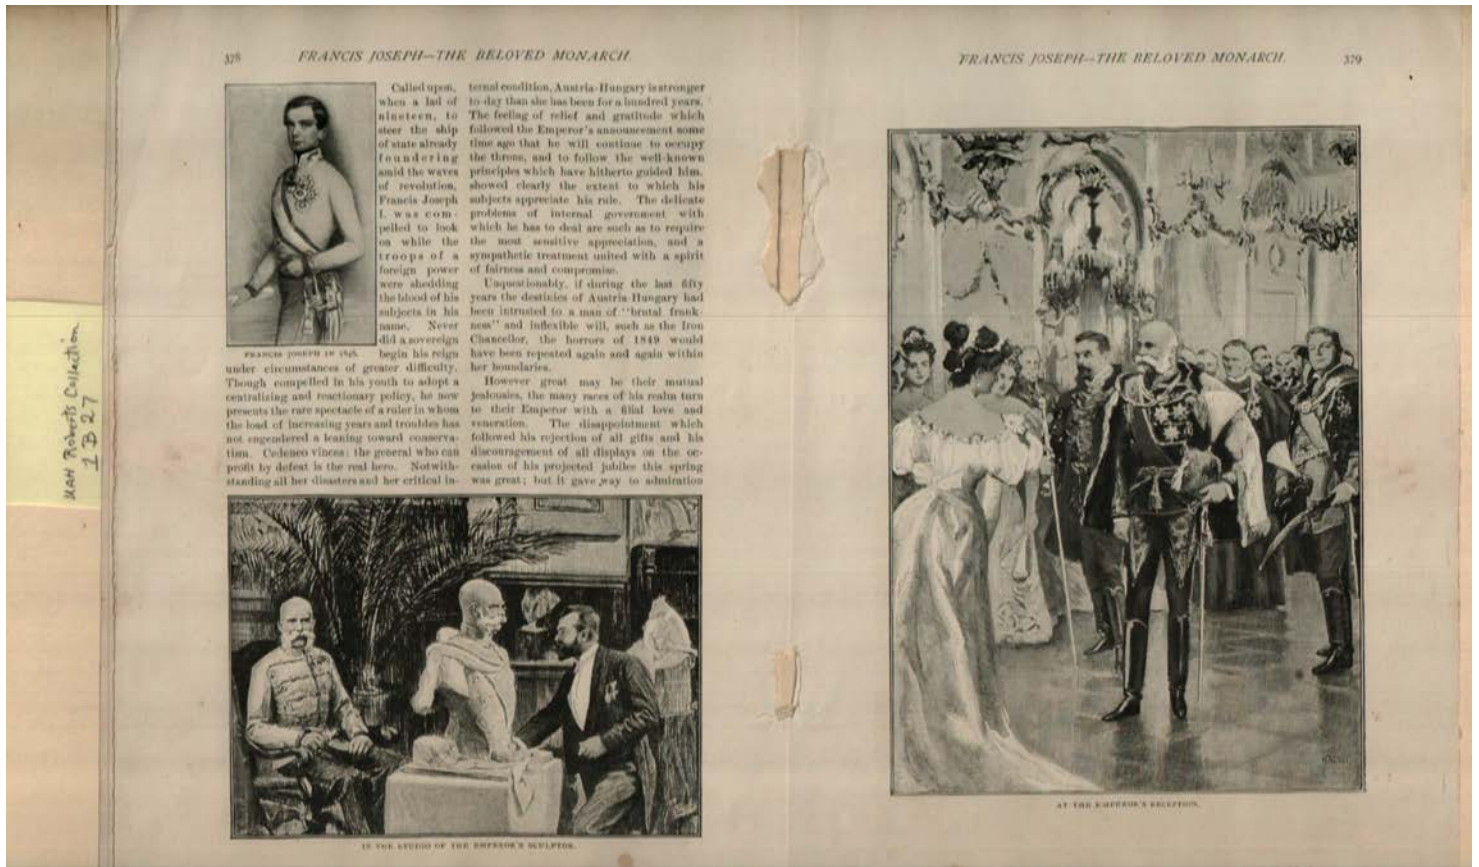 UAH Roberts Collection
1 B 27
378
FRANCIS JOSEPH—THE BELOVED MONARCH.
Called upon,
when a lad of
nineteen, to
steer the ship
of state already
foundering
amid the waves
of revolution,
Francis Joseph
I. was com-
pelled to look
on while the
troops of a
foreign power
were shedding
the blood of his
subjects in his
name. Never
did a sovereign
begin his reign
FRANCIS JOSEPH IN 1848.
under circumstances of greater difficulty.
Though compelled in his youth to adopt a
centralizing and reactionary policy, he now
presents the rare spectacle of a ruler in whom
the load of increasing years and troubles has
not engendered a leaning toward conserva-
tism. Cedenco vinces: the general who can
profit by defeat is the real hero. Notwith-
standing all her disasters and her critical in-
ternal condition, Austria-Hungary is stronger
to-day than she has been for a hundred years.
The feeling of relief and gratitude which
followed the Emperor's announcement some
time ago that he will continue to occupy
the throne, and to follow the well-known
principles which have hitherto guided him,
showed clearly the extent to which his
subjects appreciate his rule. The delicate
problems of internal government with
which he has to deal are such as to require
the most sensitive appreciation, and a
sympathetic treatment united with a spirit
of fairness and compromise.
Unquestionably, if during the last fifty
years the destinies of Austria-Hungary had
been intrusted to a man of "brutal frank-
ness" and inflexible will, such as the Iron
Chancellor, the horrors of 1849 would
have been repeated again and again within
her boundaries.
However great may be their mutual
jealousies, the many races of his realm turn
to their Emperor with a filial love and
veneration. The disappointment which
followed his rejection of all gifts and his
discouragement of all displays on the oc-
casion of his projected jubilee this spring
was great; but it gave way to admiration
IN THE STUDIO OF THE EMPEROR'S SCULPTOR.
FRANCIS JOSEPH—THE BELOVED MONARCH.
379
AT THE EMPEROR'S RECEPTION.